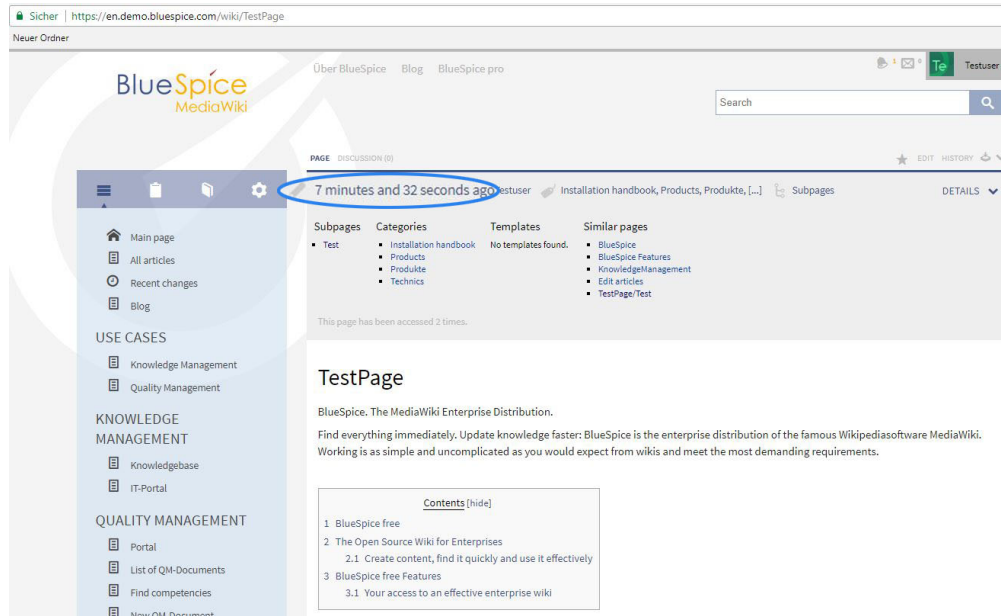 Sicher | https://en.demo.bluespice.com/wiki/TestPage
Neuer Ordner
BlueSpice
MediaWiki
Über BlueSpice Blog BlueSpice pro
1 0 Te Testuser
Search
PAGE DISCUSSION (0)
EDIT HISTORY
7 minutes and 32 seconds ago estuser Installation handbook, Products, Produkte, [...] Subpages DETAILS
Subpages Categories Templates Similar pages
Test Installation handbook No templates found. BlueSpice
Products BlueSpice Features
Produkte KnowledgeManagement
Technics Edit articles
TestPage/Test
This page has been accessed 2 times.
Main page
All articles
Recent changes
Blog
USE CASES
Knowledge Management
Quality Management
KNOWLEDGE
MANAGEMENT
Knowledgebase
IT-Portal
QUALITY MANAGEMENT
Portal
List of QM-Documents
Find competencies
New QM-Document
TestPage
BlueSpice. The MediaWiki Enterprise Distribution.
Find everything immediately. Update knowledge faster: BlueSpice is the enterprise distribution of the famous Wikipediasoftware MediaWiki.
Working is as simple and uncomplicated as you would expect from wikis and meet the most demanding requirements.
Contents [hide]
1 BlueSpice free
2 The Open Source Wiki for Enterprises
2.1 Create content, find it quickly and use it effectively
3 BlueSpice free Features
3.1 Your access to an effective enterprise wiki